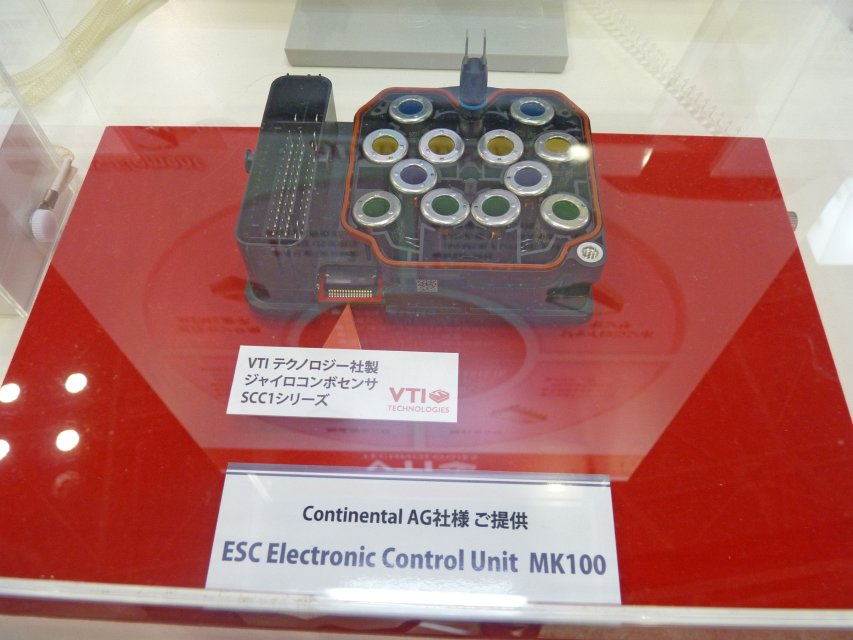 VTI テクノロジー社製
ジャイロコンボセンサ
SCC1シリーズ
VTI
TECHNOLOGIES
Continental AG社様 ご提供
ESC Electronic Control Unit MK100